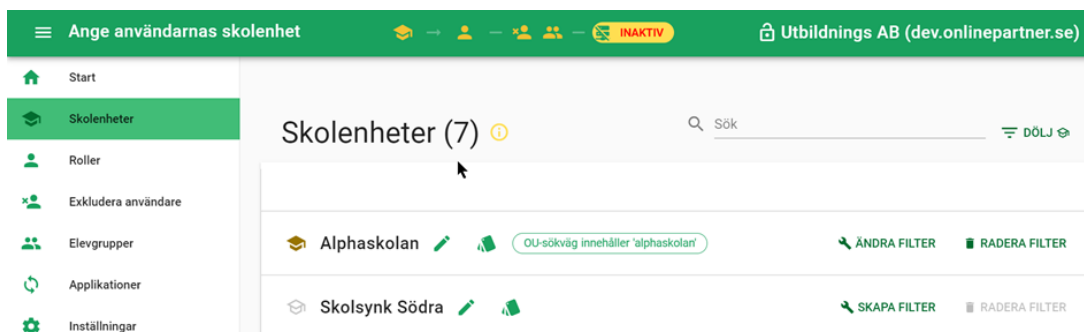 Ange användarnas skolenhet
INAKTIV
Utbildnings AB (dev.onlinepartner.se)
Start
Skolenheter
Roller
Exkludera användare
Elevgrupper
Applikationer
Inställningar
Skolenheter (7)
Sök
DÖLJ
Alphaskolan
OU-sökväg innehåller 'alphaskolan'
ÄNDRA FILTER
RADERA FILTER
Skolsynk Södra
SKAPA FILTER
RADERA FILTER